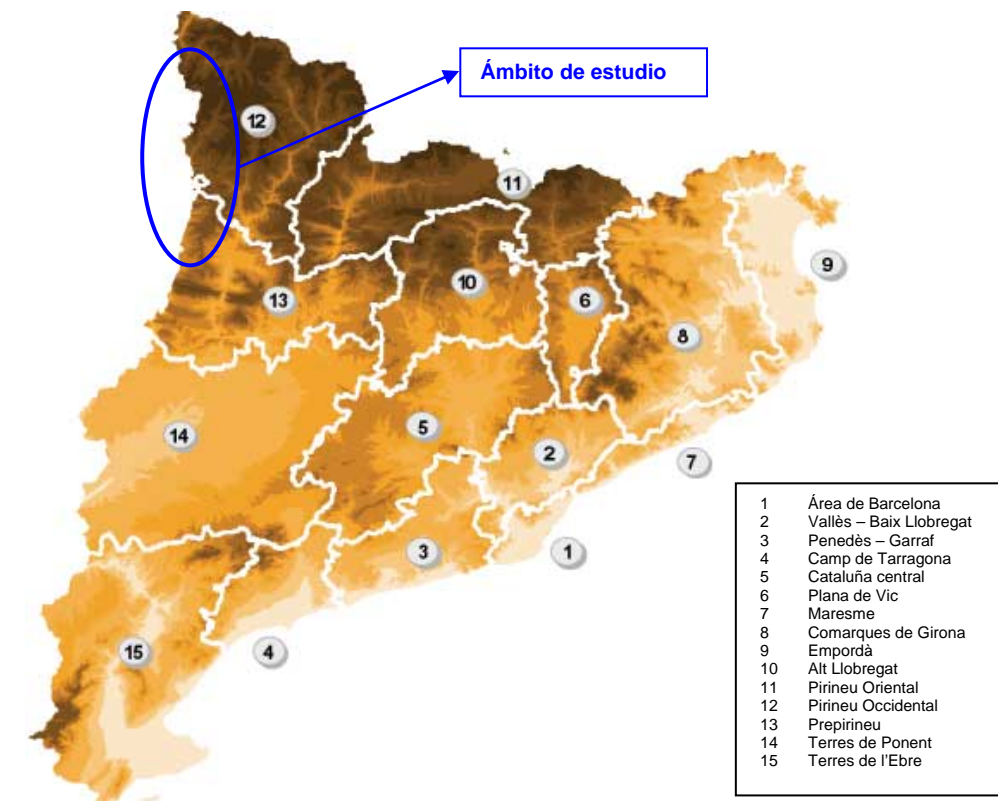 Ámbito de estudio
12
11
9
10
13
6
8
14
5
2
7
3
1
15
4
1 Área de Barcelona
2 Vallès – Baix Llobregat
3 Penedès – Garraf
4 Camp de Tarragona
5 Cataluña central
6 Plana de Vic
7 Maresme
8 Comarques de Girona
9 Empordà
10 Alt Llobregat
11 Pirineu Oriental
12 Pirineu Occidental
13 Prepirineu
14 Terres de Ponent
15 Terres de l'Ebre